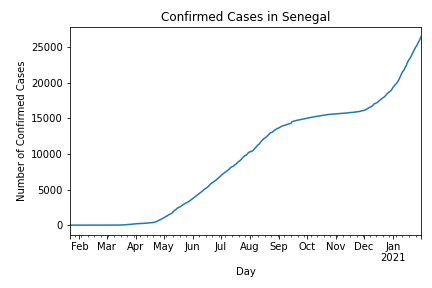 Confirmed Cases in Senegal
Number of Confirmed Cases
25000
20000
15000
10000
5000
0
Feb Mar Apr May Jun Jul Aug Sep Oct Nov Dec Jan
2021
Day